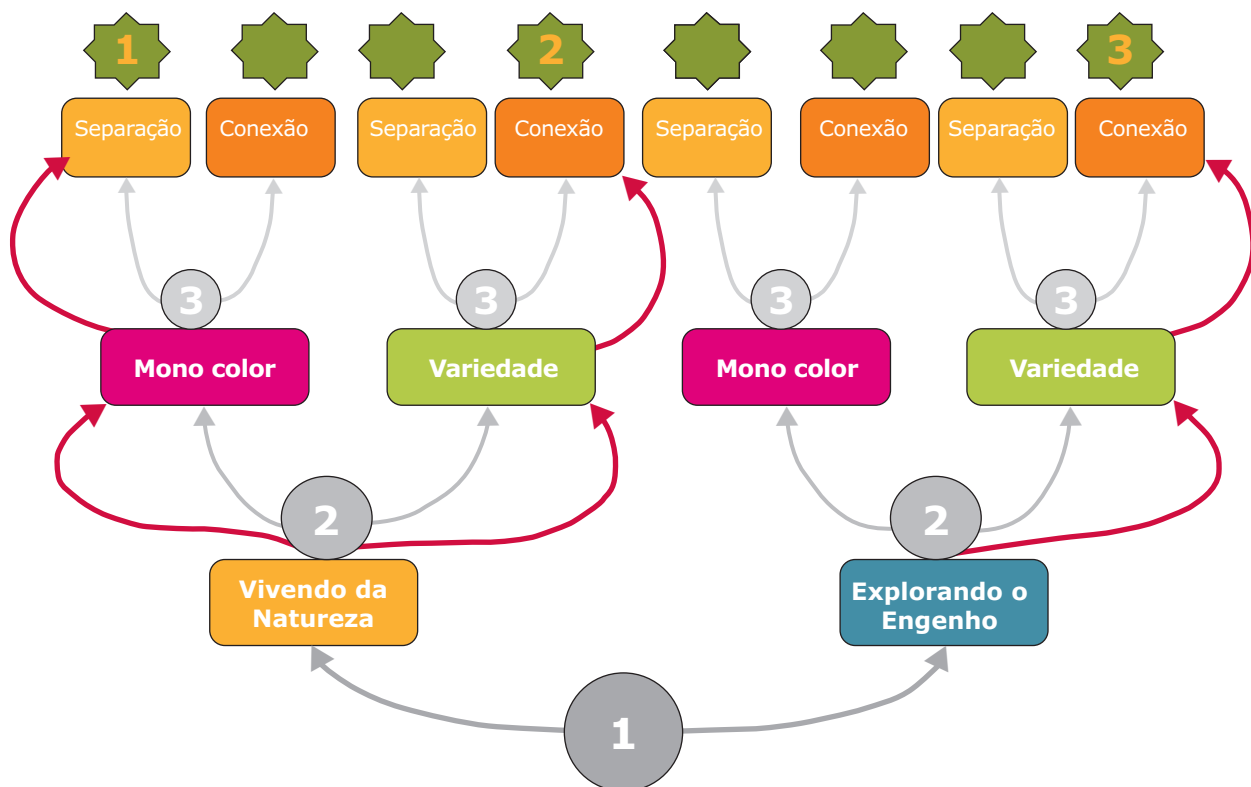 1
2
3
Separação
Conexão
Separação
Conexão
Separação
Conexão
Separação
Conexão
3
3
3
3
Mono color
Variedade
Mono color
Variedade
2
2
Vivendo da
Natureza
Explorando o
Engenho
1